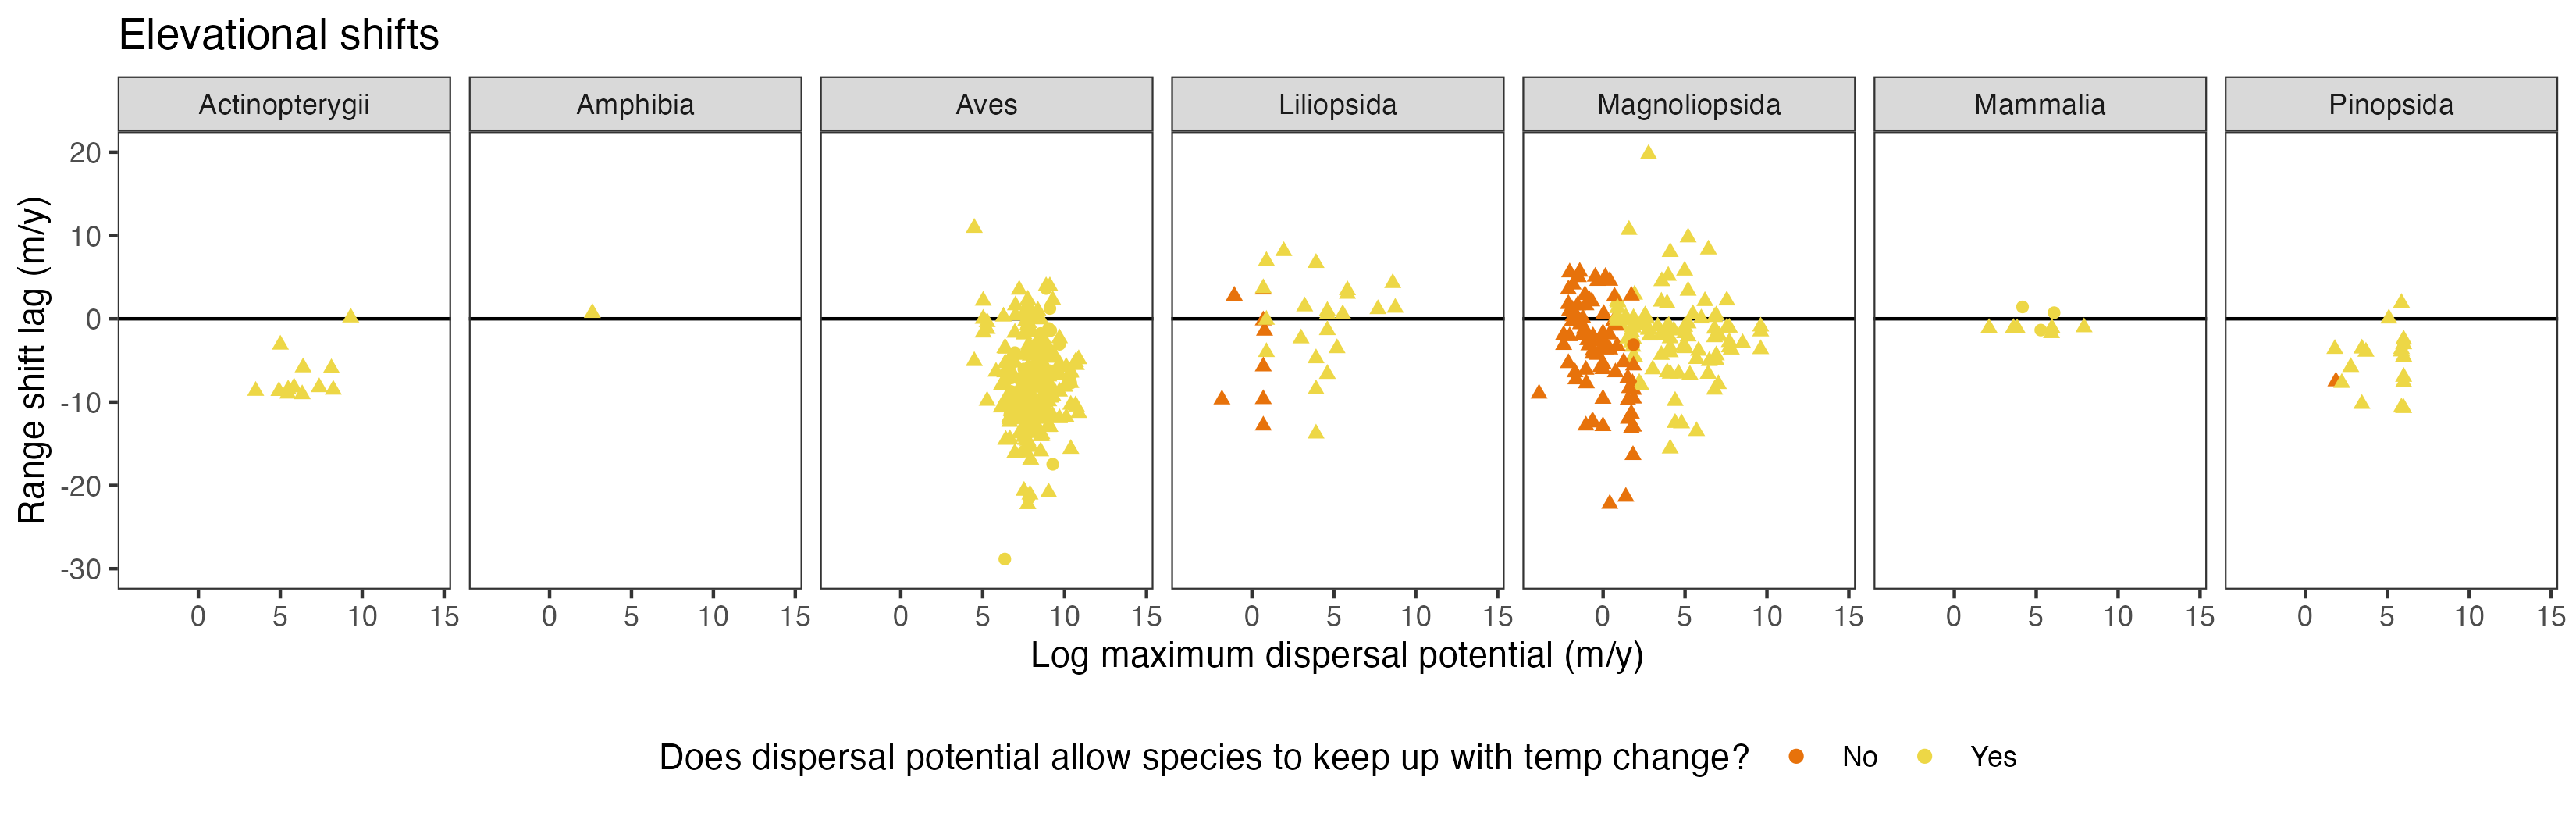 Elevational shifts
Actinopterygii Amphibia Aves Liliopsida Magnoliopsida Mammalia Pinopsida
Range shift lag (m/y)
20
10
0
-10
-20
-30
0 5 10 15 0 5 10 15 0 5 10 15 0 5 10 15 0 5 10 15 0 5 10 15 0 5 10 15
Log maximum dispersal potential (m/y)
Does dispersal potential allow species to keep up with temp change? No Yes